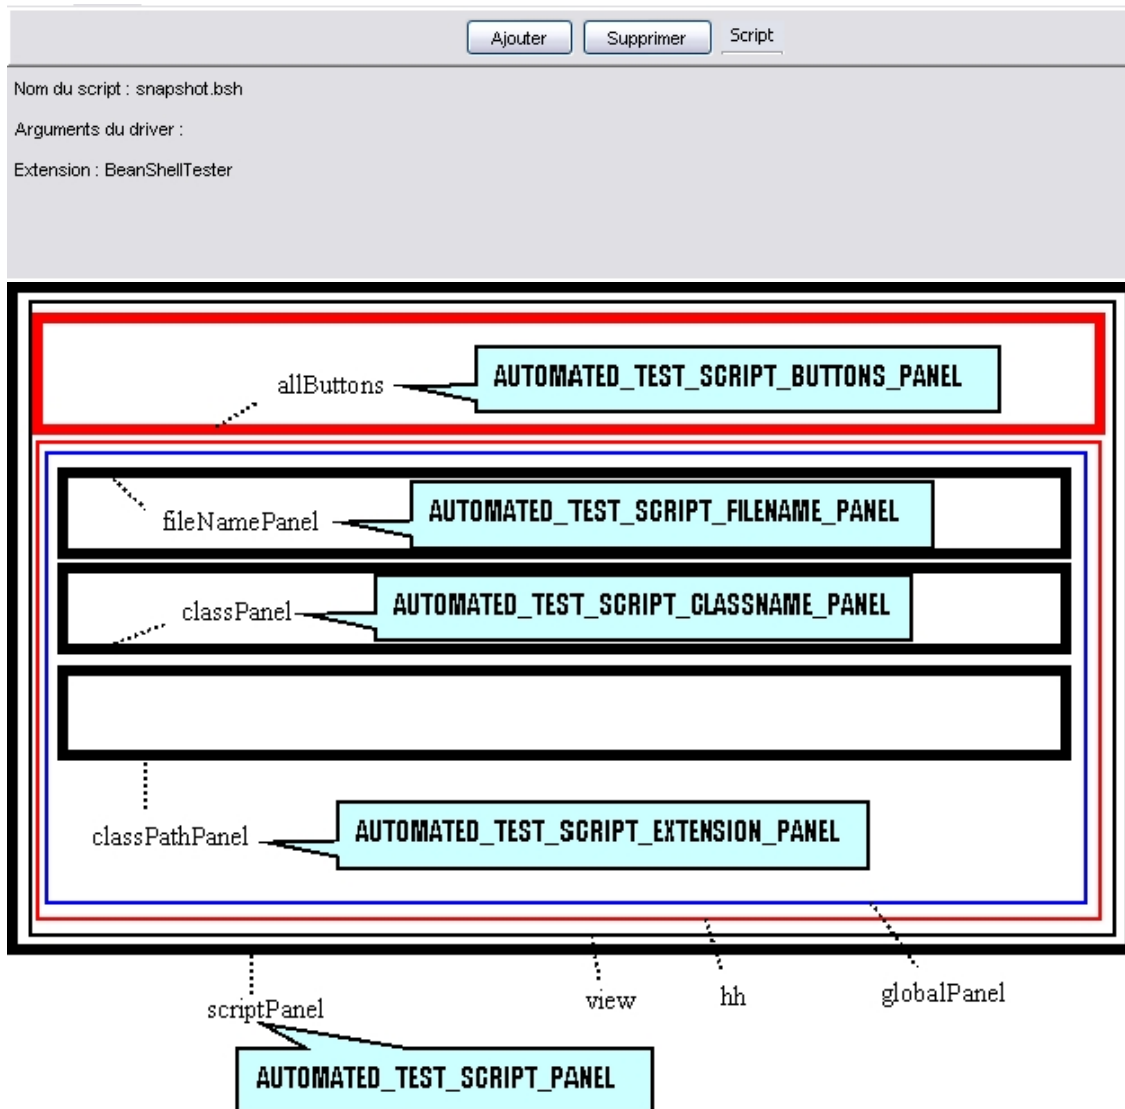 Ajouter Supprimer Script
Nom du script : snapshot.bsh
Arguments du driver :
Extension : BeanShellTester
allButtons AUTOMATED_TEST_SCRIPT_BUTTONS_PANEL
fileNamePanel AUTOMATED_TEST_SCRIPT_FILENAME_PANEL
classPanel AUTOMATED_TEST_SCRIPT_CLASSNAME_PANEL
classPathPanel AUTOMATED_TEST_SCRIPT_EXTENSION_PANEL
scriptPanel view hh globalPanel
AUTOMATED_TEST_SCRIPT_PANEL